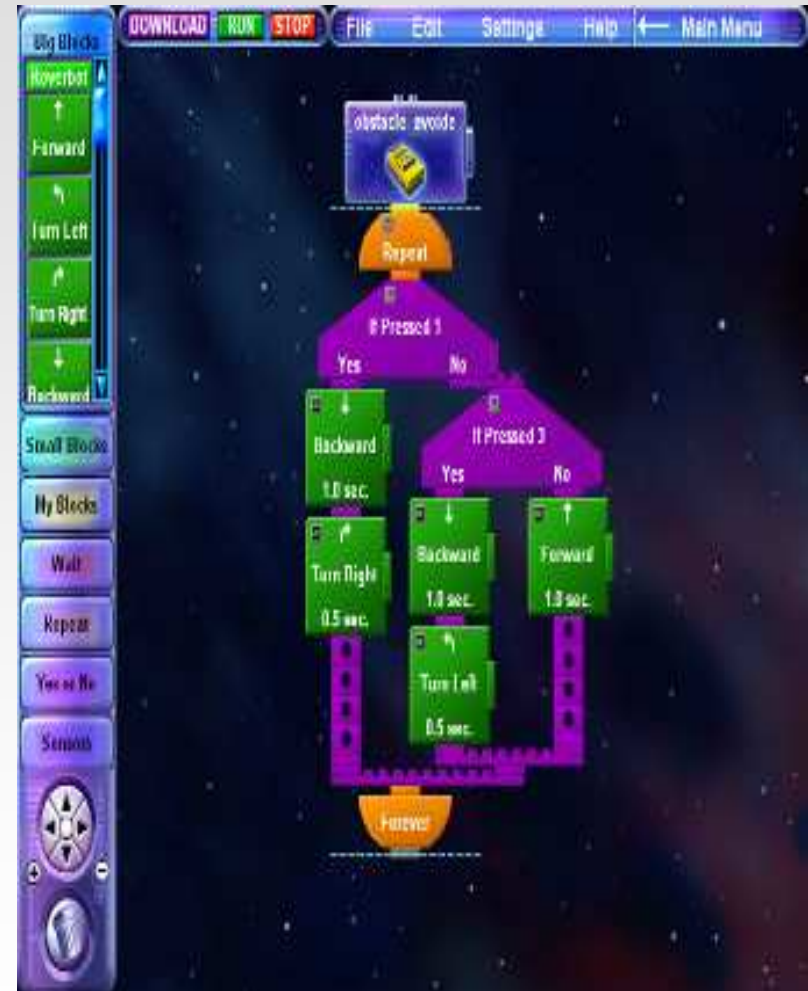 Big Blocks
DOWNLOAD RUN STOP File Edit Settings Help Main Menu
Roverbot
Forward
Turn Left
Turn Right
Backward
Small Blocks
My Blocks
Wait
Repeat
Yes or No
Sensors
obstacle avoide
Repeat
If Pressed 1
Yes No
Backward
1.0 sec.
Turn Right
0.5 sec.
If Pressed 3
Yes No
Backward
1.0 sec.
Turn Left
0.5 sec.
Forward
1.0 sec.
Forever